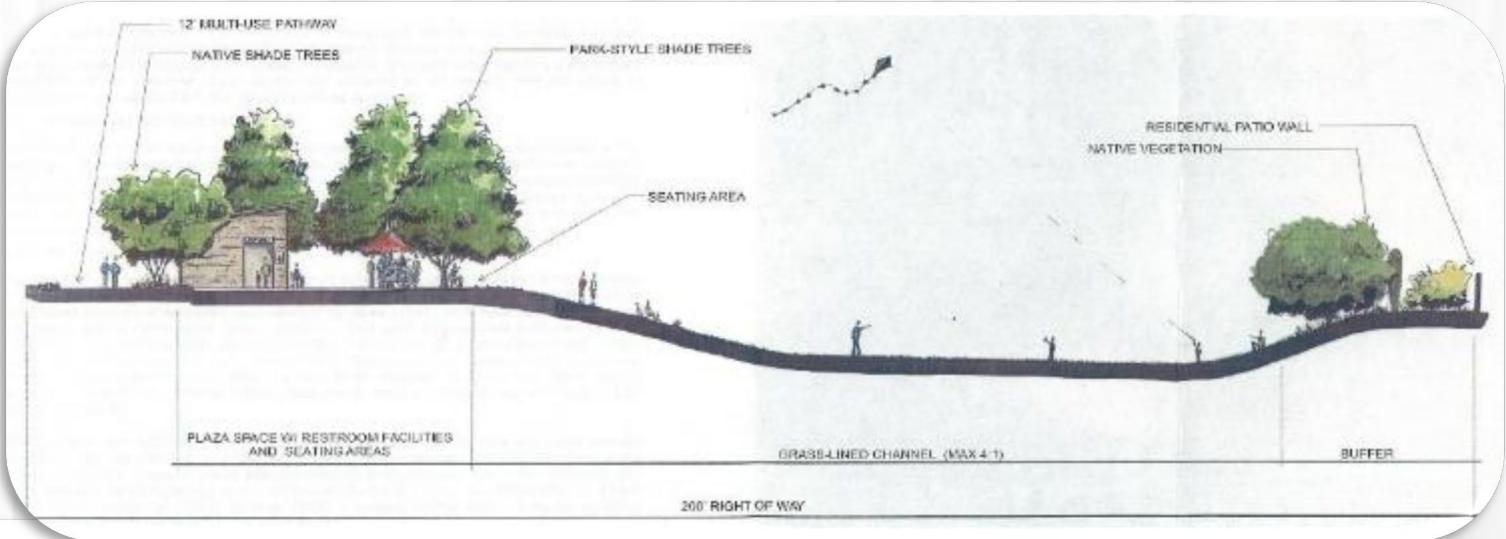 12' MULTI-USE PATHWAY
NATIVE SHADE TREES
PARK-STYLE SHADE TREES
RESIDENTIAL PATIO WALL
NATIVE VEGETATION
SEATING AREA
PLAZA SPACE W/ RESTROOM FACILITIES
AND SEATING AREAS
GRASS-LINED CHANNEL (MAX 4:1)
BUFFER
200' RIGHT OF WAY